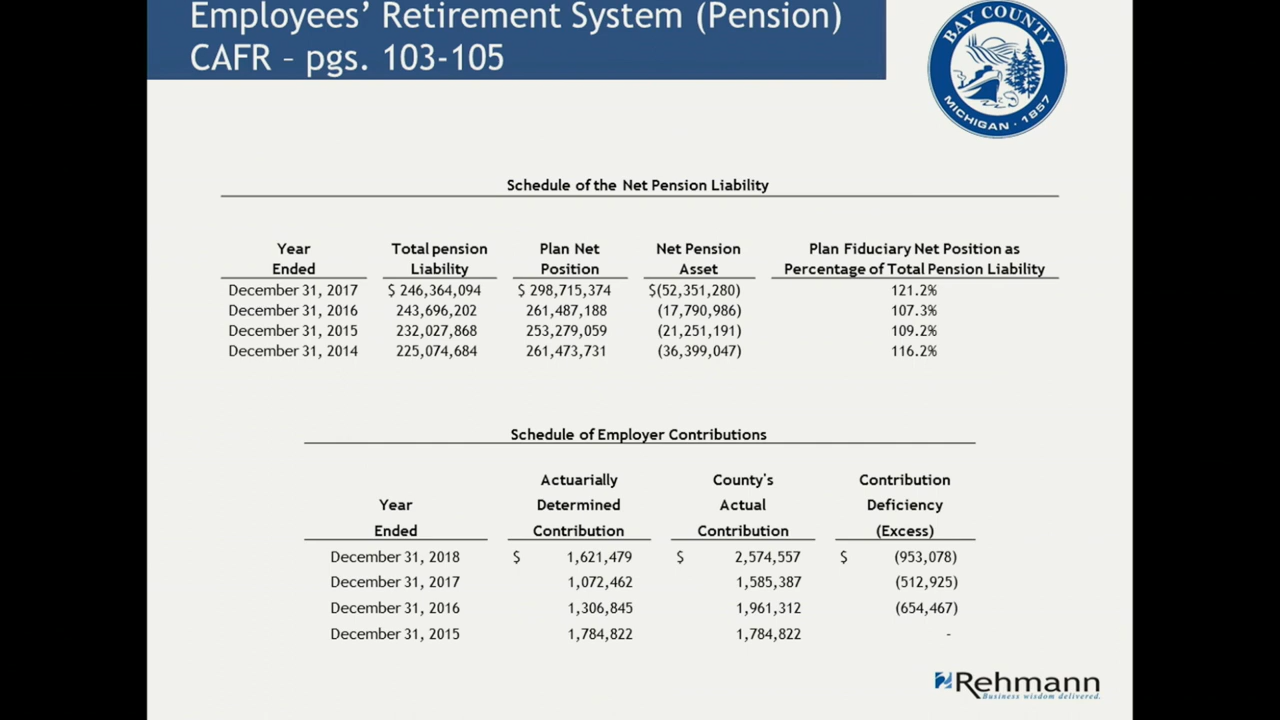 Employees’ Retirement System (Pension)
CAFR – pgs. 103-105
BAY COUNTY
MICHIGAN · 1857
Schedule of the Net Pension Liability
Year Ended Total pension Liability Plan Net Position Net Pension Asset Plan Fiduciary Net Position as Percentage of Total Pension Liability
December 31, 2017 $ 246,364,094 $ 298,715,374 $(52,351,280) 121.2%
December 31, 2016 243,696,202 261,487,188 (17,790,986) 107.3%
December 31, 2015 232,027,868 253,279,059 (21,251,191) 109.2%
December 31, 2014 225,074,684 261,473,731 (36,399,047) 116.2%
Schedule of Employer Contributions
Actuarially County's Contribution
Year Determined Actual Deficiency
Ended Contribution Contribution (Excess)
December 31, 2018 $ 1,621,479 $ 2,574,557 $ (953,078)
December 31, 2017 1,072,462 1,585,387 (512,925)
December 31, 2016 1,306,845 1,961,312 (654,467)
December 31, 2015 1,784,822 1,784,822 -
Rehmann
Business wisdom delivered.